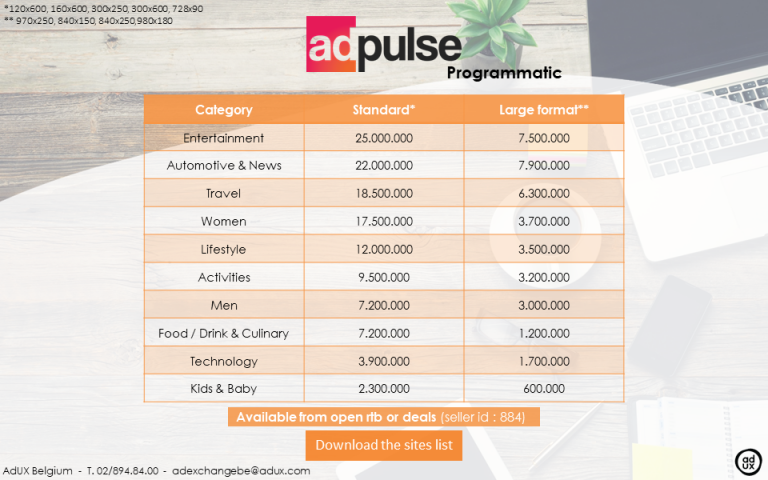 *120x600, 160x600, 300x250, 300x600, 728x90
** 970x250, 840x150, 840x250,980x180
adpulse
Programmatic
Category Standard* Large format**
Entertainment 25.000.000 7.500.000
Automotive & News 22.000.000 7.900.000
Travel 18.500.000 6.300.000
Women 17.500.000 3.700.000
Lifestyle 12.000.000 3.500.000
Activities 9.500.000 3.200.000
Men 7.200.000 3.000.000
Food / Drink & Culinary 7.200.000 1.200.000
Technology 3.900.000 1.700.000
Kids & Baby 2.300.000 600.000
Available from open rtb or deals (seller id : 884)
Download the sites list
AdUX Belgium - T. 02/894.84.00 - adexchangebe@adux.com
ad
ux